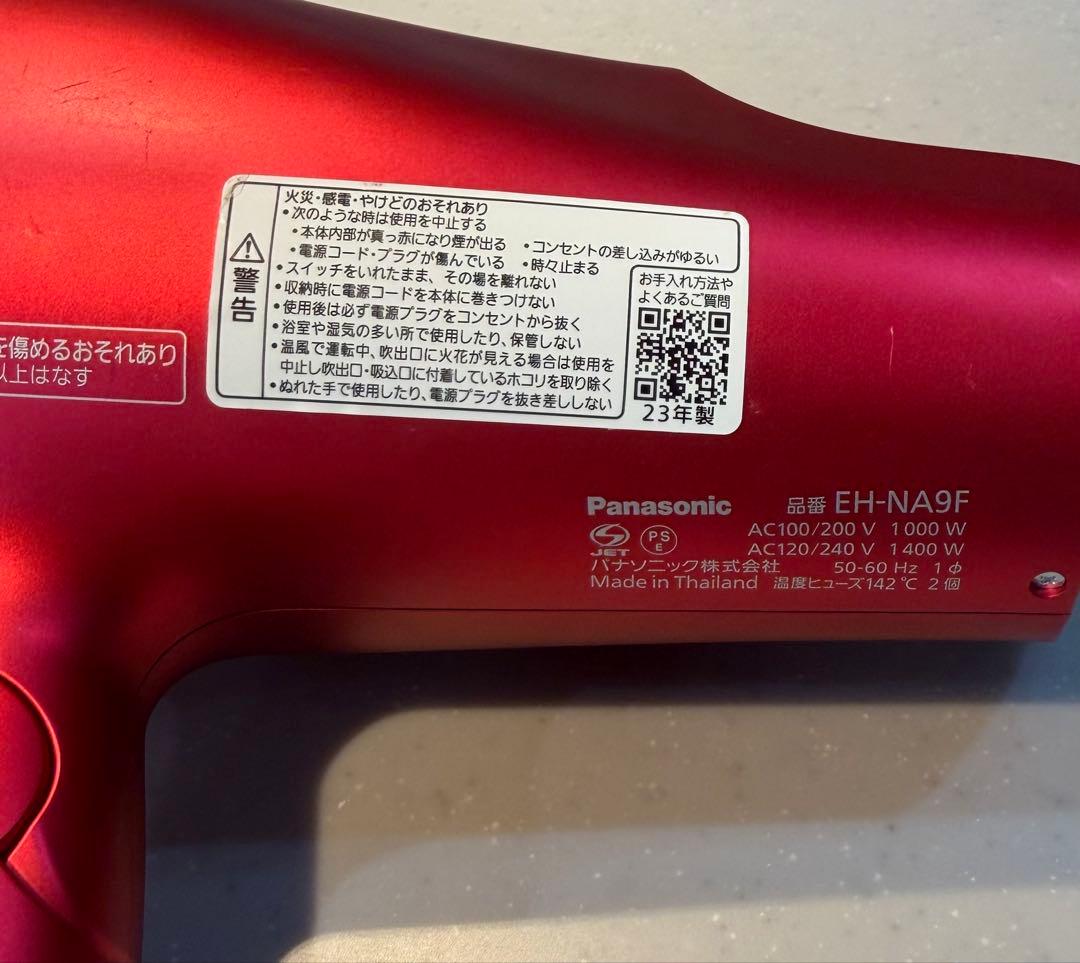 警告
火災・感電・やけどのおそれあり
•次のような時は使用を中止する
•本体内部が真っ赤になり煙が出る •コンセントの差し込みがゆるい
•電源コード・プラグが傷んでいる •時々止まる
•スイッチをいれたまま、その場を離れない
•収納時に電源コードを本体に巻きつけない
•使用後は必ず電源プラグをコンセントから抜く
•浴室や湿気の多い所で使用したり、保管しない
•温風で運転中、吹出口に火花が見える場合は使用を
中止し吹出口・吸込口に付着しているホコリを取り除く
•ぬれた手で使用したり、電源プラグを抜き差ししない
お手入れ方法や
よくあるご質問
23年製
を傷めるおそれあり
以上はなす
Panasonic 品番 EH-NA9F
JET PSE AC100/200 V 1000 W
AC120/240 V 1400 W
パナソニック株式会社 50-60 Hz 1ϕ
Made in Thailand 温度ヒューズ142℃ 2個